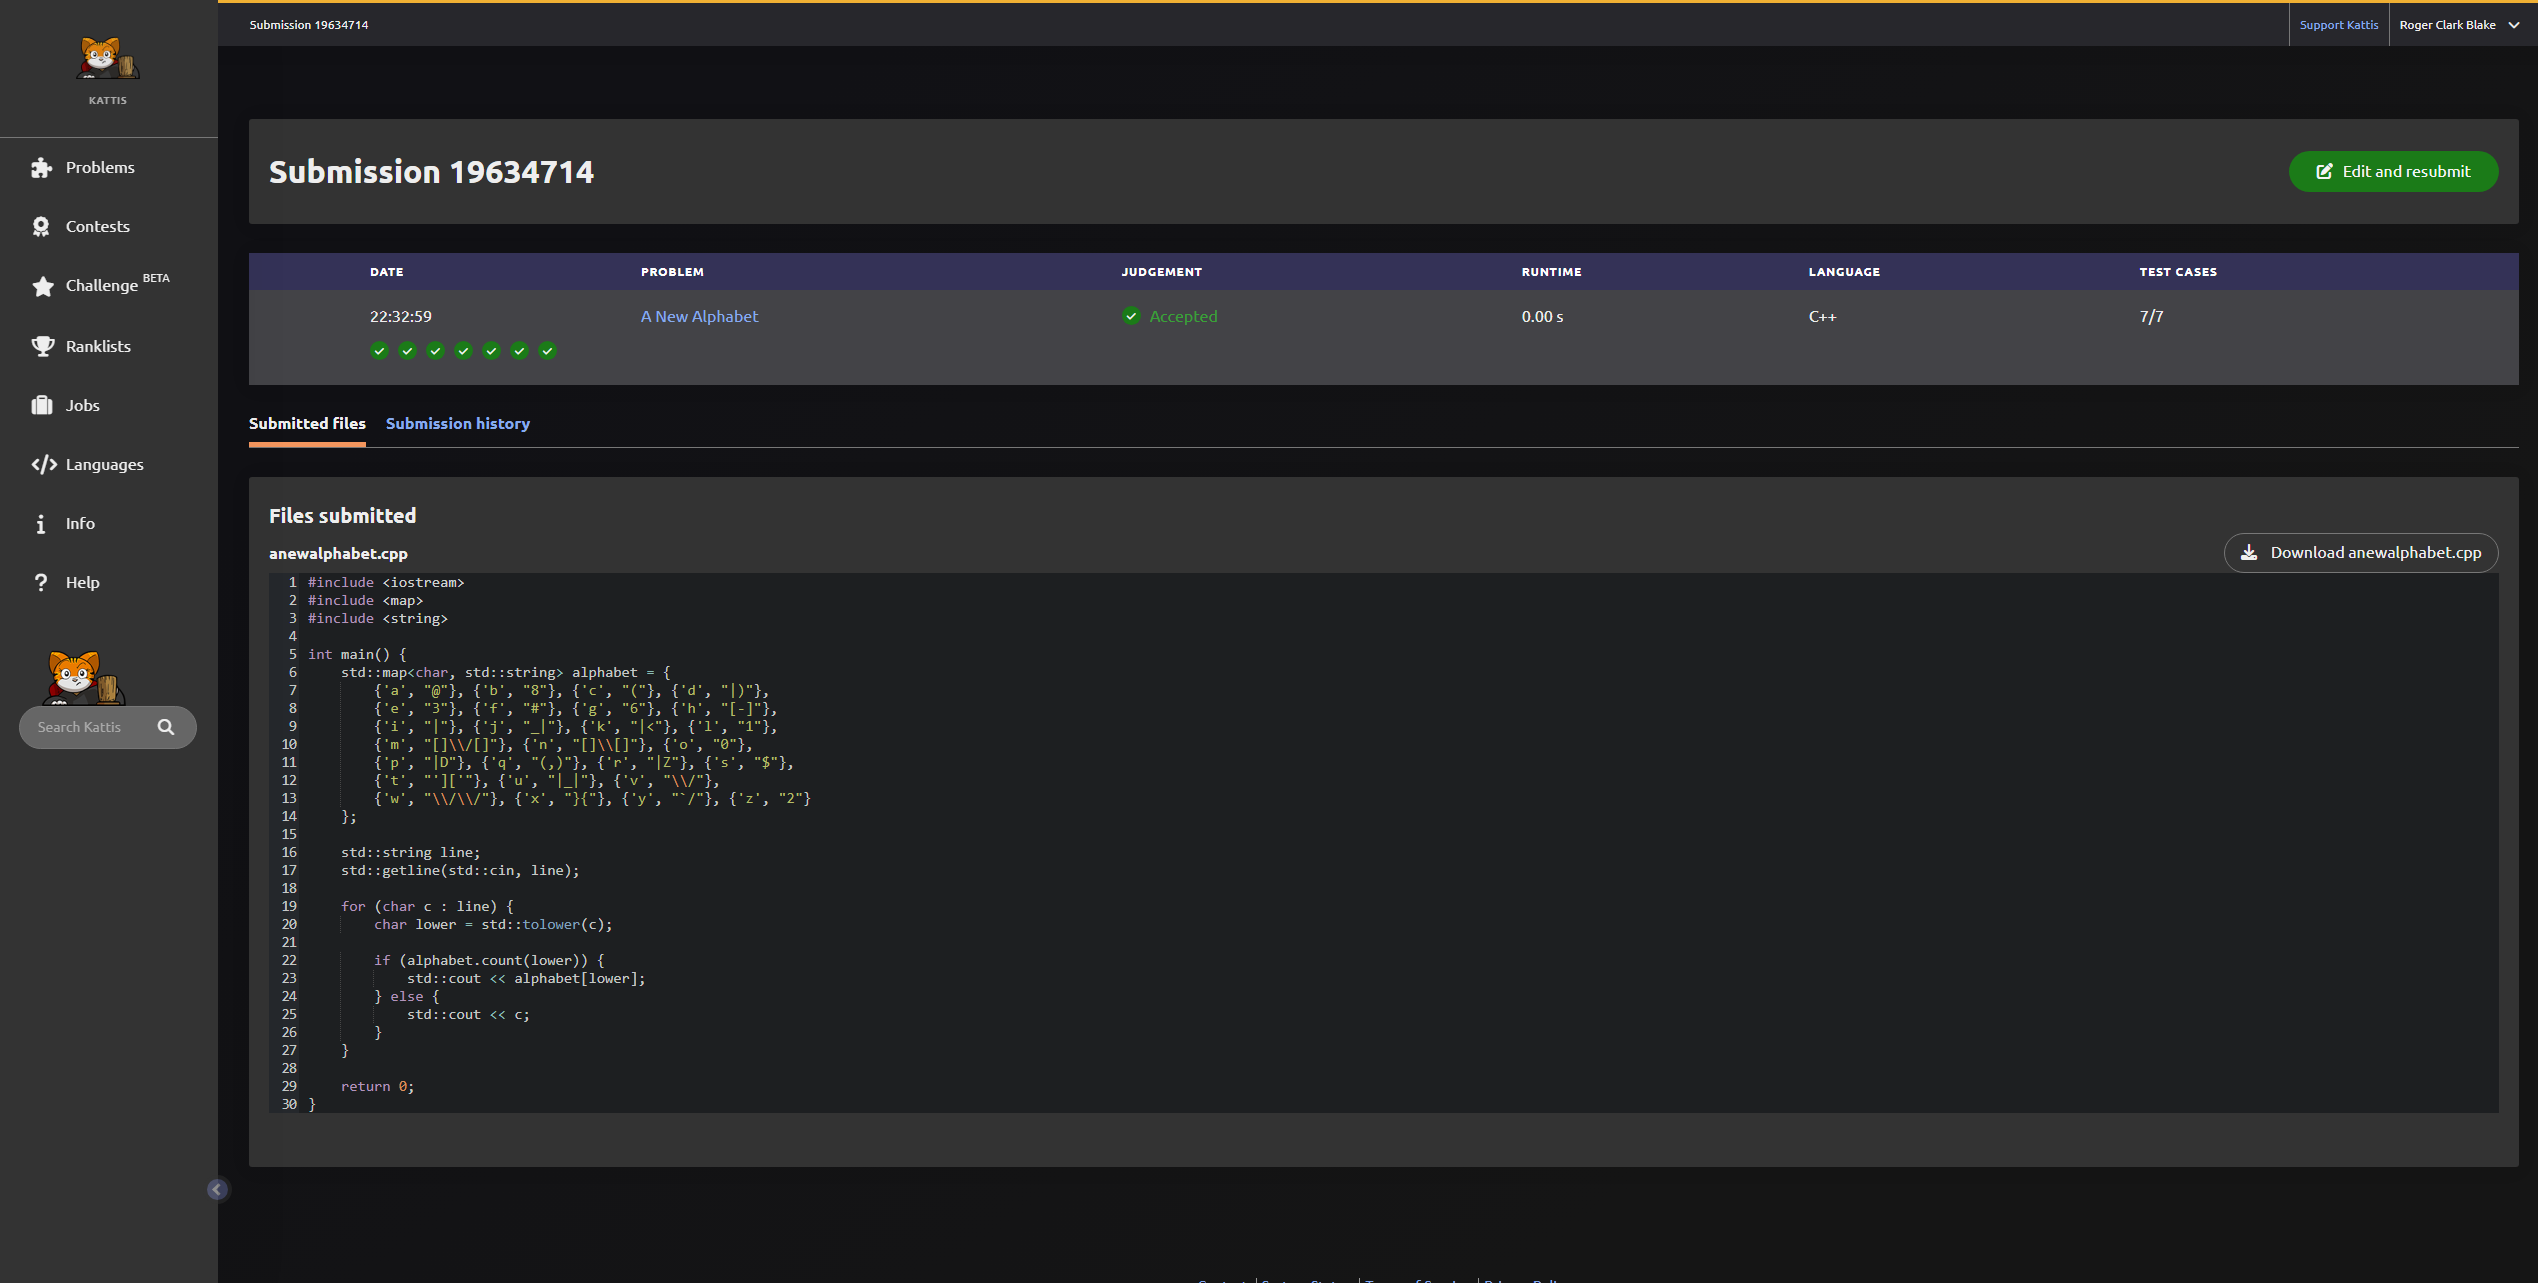 Submission 19634714
Support Kattis
Roger Clark Blake
KATTIS
Problems
Contests
Challenge BETA
Ranklists
Jobs
Languages
Info
Help
Search Kattis
Submission 19634714
Edit and resubmit
DATE PROBLEM JUDGEMENT RUNTIME LANGUAGE TEST CASES
22:32:59 A New Alphabet Accepted 0.00 s C++ 7/7
Submitted files Submission history
Files submitted
anewalphabet.cpp
Download anewalphabet.cpp
1 #include <iostream>
2 #include <map>
3 #include <string>
4
5 int main() {
6     std::map<char, std::string> alphabet = {
7         {'a', "@"}, {'b', "8"}, {'c', "("}, {'d', "|)"},
8         {'e', "3"}, {'f', "#"}, {'g', "6"}, {'h', "[-]"},
9         {'i', "|"}, {'j', "_|"}, {'k', "|<"}, {'l', "1"},
10         {'m', "[]\\/[]"}, {'n', "[]\\[]"}, {'o', "0"},
11         {'p', "|D"}, {'q', "(,)"}, {'r', "|Z"}, {'s', "$"},
12         {'t', "']['"}, {'u', "|_|"}, {'v', "\\/"},
13         {'w', "\\/\\/"}, {'x', "}{"}, {'y', "`/"}, {'z', "2"}
14     };
15
16     std::string line;
17     std::getline(std::cin, line);
18
19     for (char c : line) {
20         char lower = std::tolower(c);
21
22         if (alphabet.count(lower)) {
23             std::cout << alphabet[lower];
24         } else {
25             std::cout << c;
26         }
27     }
28
29     return 0;
30 }